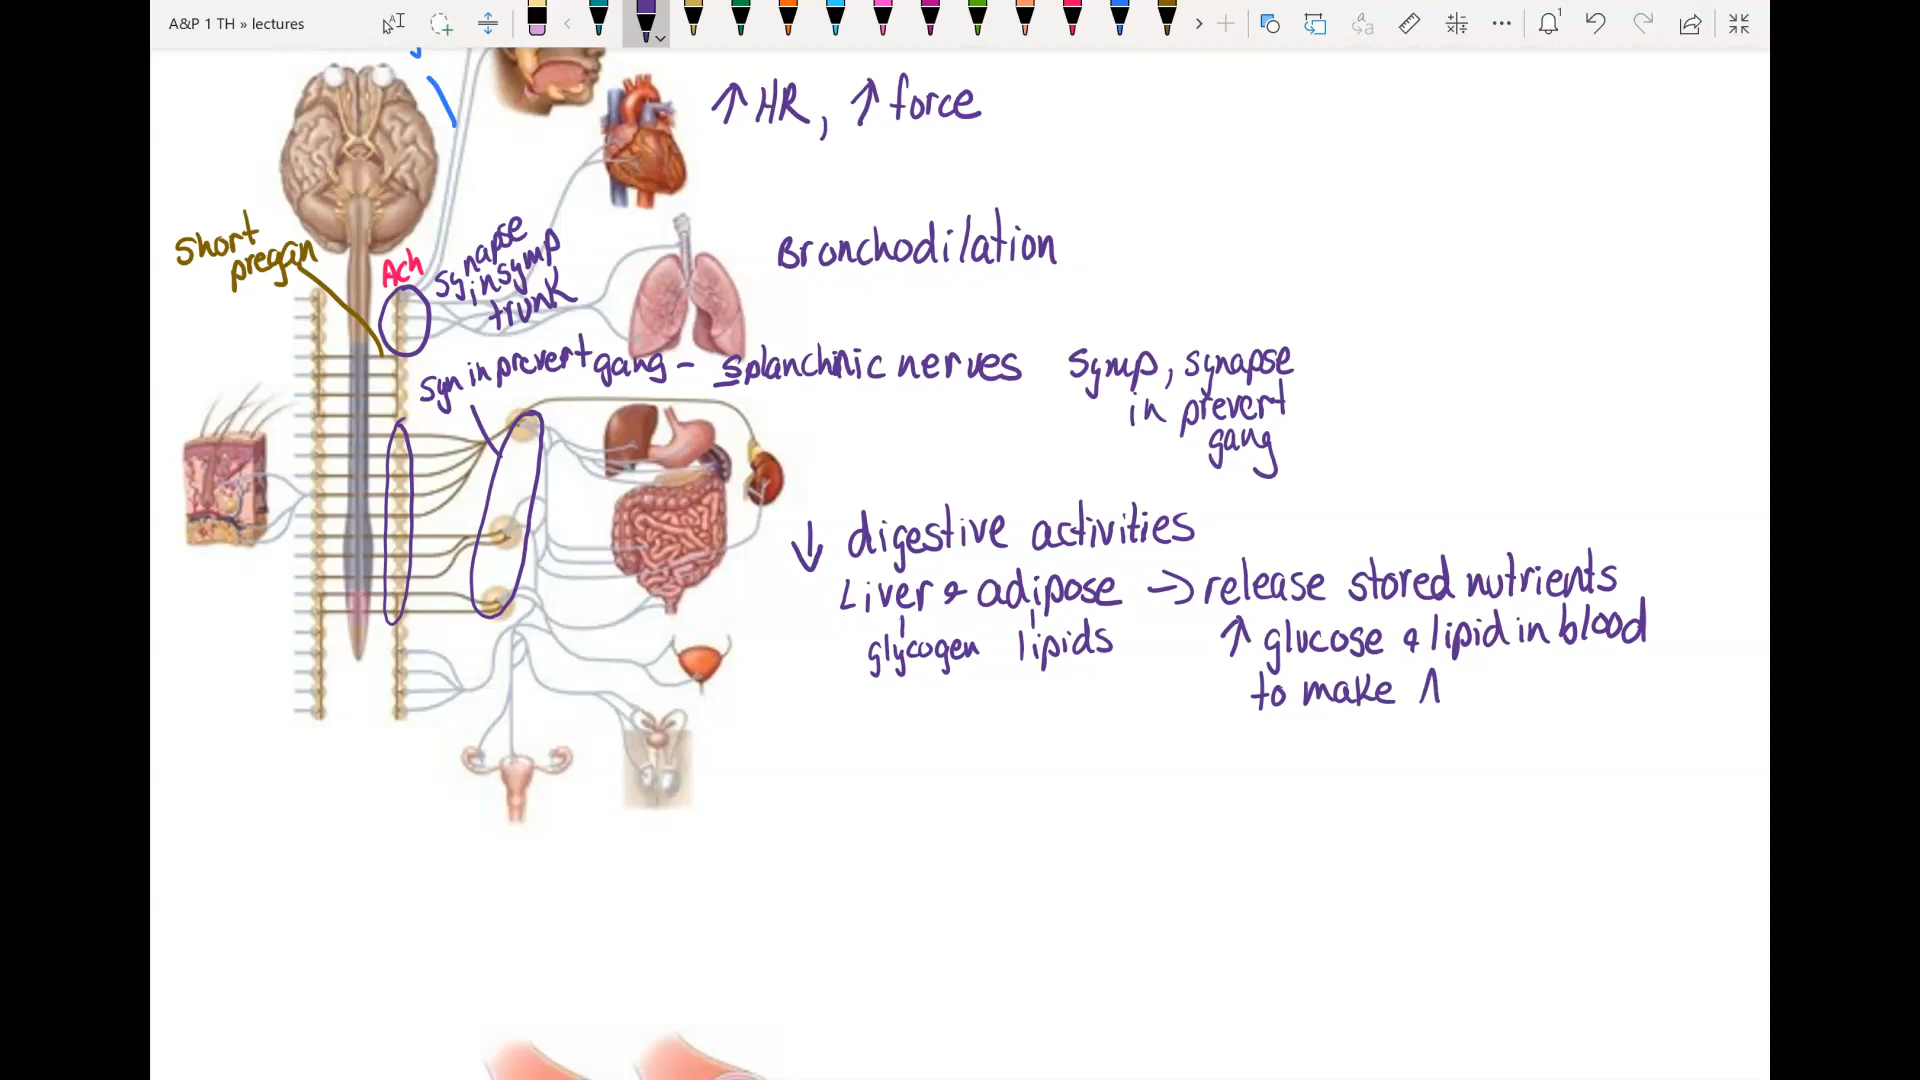 A&P 1 TH » lectures
↑ HR, ↑ force
Short
pregan
Ach
synapse
in symp
trunk
Bronchodilation
syn in prevert gang - splanchnic nerves
symp, synapse
in prevert
gang
↓ digestive activities
Liver & adipose → release stored nutrients
glycogen lipids
↑ glucose & lipid in blood
to make